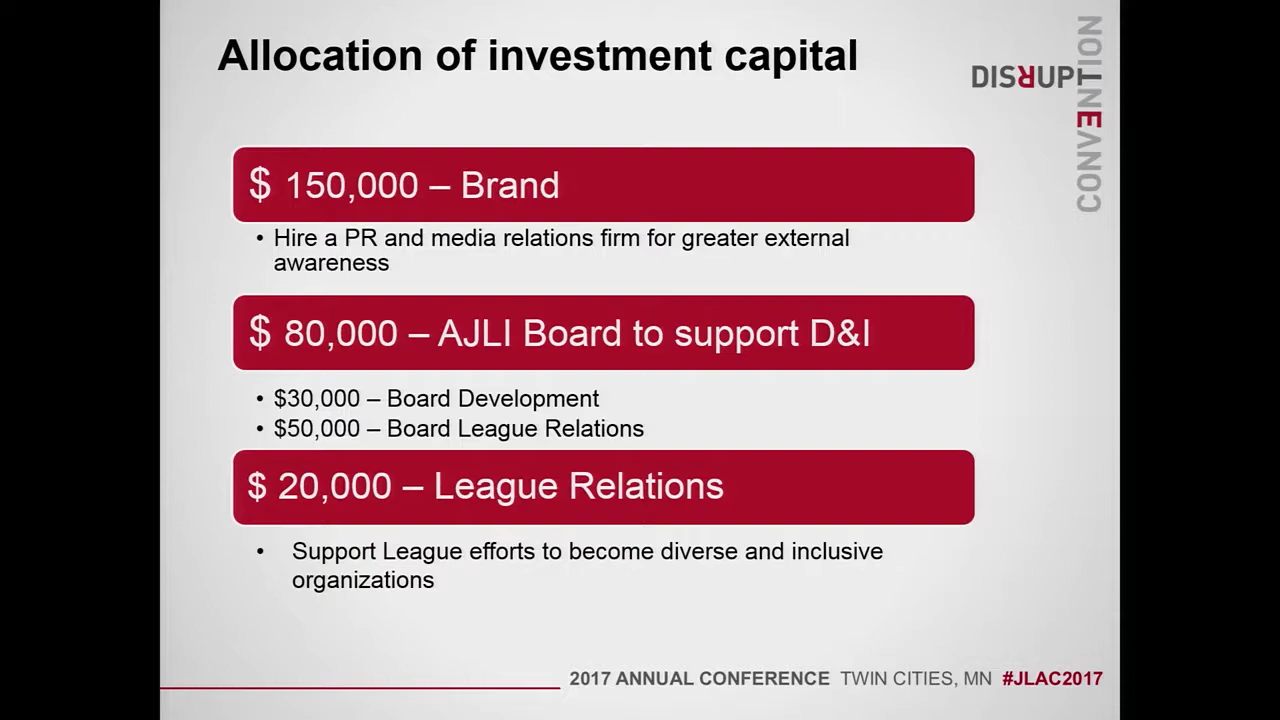 Allocation of investment capital
DISRUPT
CONVENTION
$ 150,000 – Brand
• Hire a PR and media relations firm for greater external
awareness
$ 80,000 – AJLI Board to support D&I
• $30,000 – Board Development
• $50,000 – Board League Relations
$ 20,000 – League Relations
• Support League efforts to become diverse and inclusive
organizations
2017 ANNUAL CONFERENCE TWIN CITIES, MN #JLAC2017